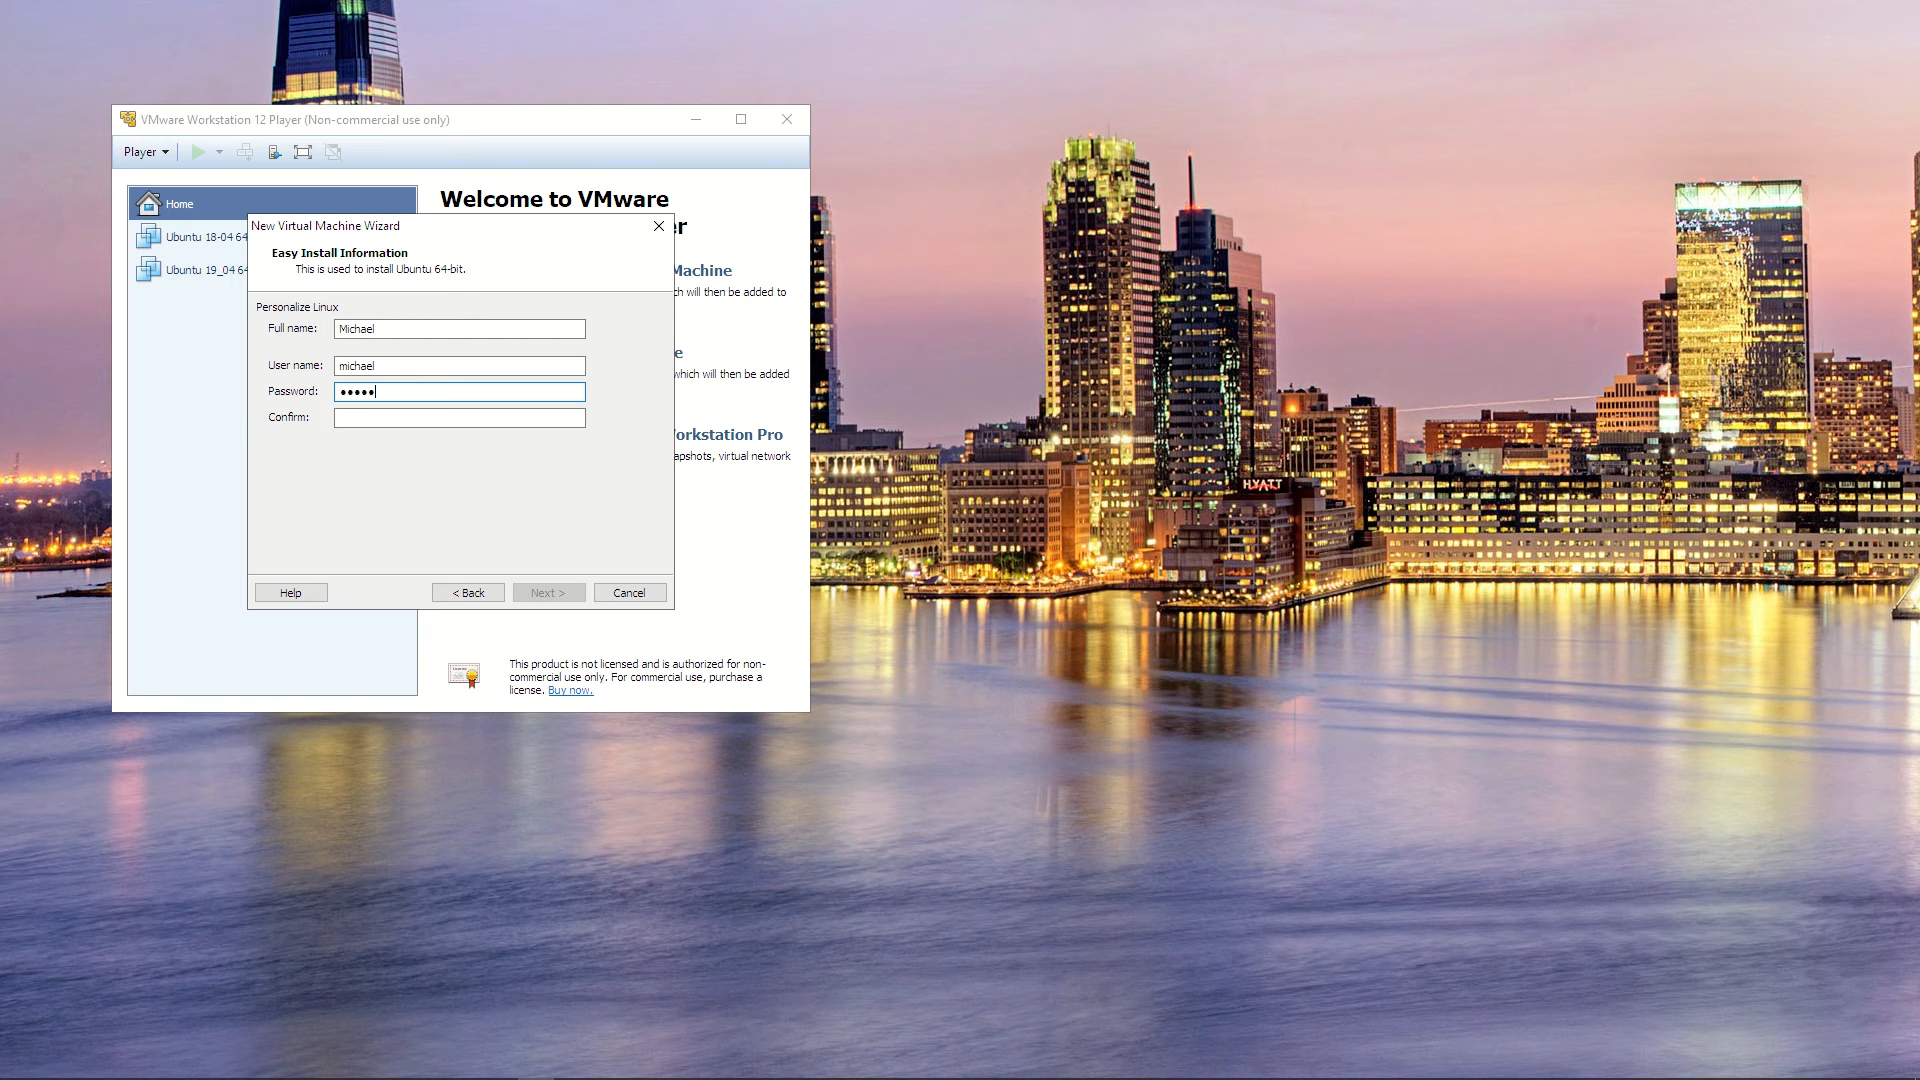 VMware Workstation 12 Player (Non-commercial use only)
Player
Home
Ubuntu 18-04 64
Ubuntu 19_04 64
Welcome to VMware
New Virtual Machine Wizard
Easy Install Information
This is used to install Ubuntu 64-bit.
Personalize Linux
Full name: Michael
User name: michael
Password: •••••
Confirm:
Help
< Back
Next >
Cancel
Machine
will then be added to
which will then be added
Workstation Pro
virtual network
This product is not licensed and is authorized for non-
commercial use only. For commercial use, purchase a
license. Buy now.
HYATT